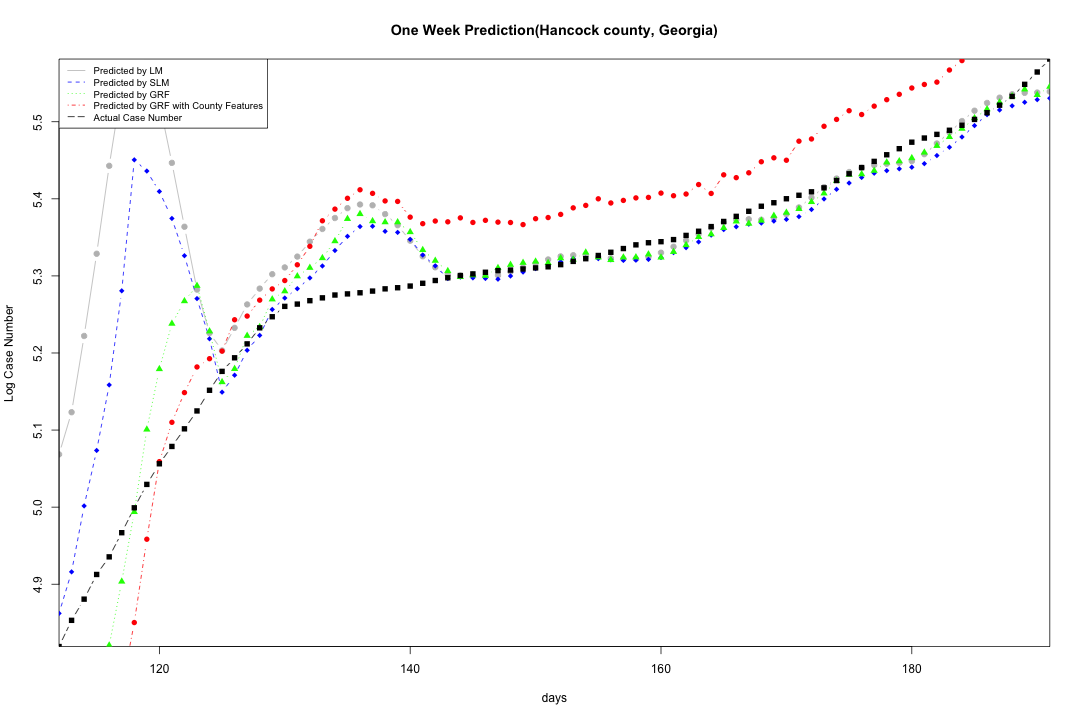 One Week Prediction(Hancock county, Georgia)
Predicted by LM
Predicted by SLM
Predicted by GRF
Predicted by GRF with County Features
Actual Case Number
Log Case Number
5.5
5.4
5.3
5.2
5.1
5.0
4.9
120 140 160 180
days